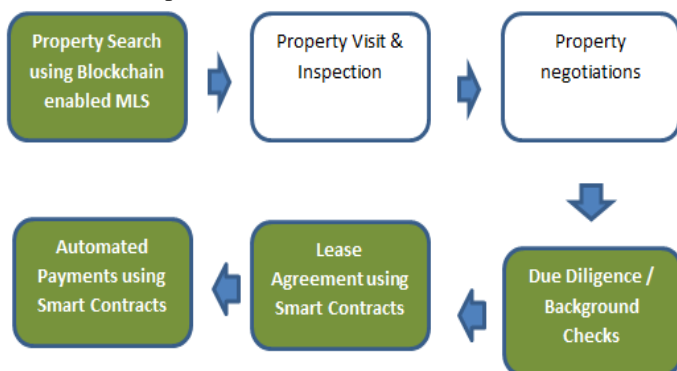 Property Search
using Blockchain
enabled MLS
Property Visit &
Inspection
Property
negotiations
Due Diligence /
Background
Checks
Lease
Agreement using
Smart Contracts
Automated
Payments using
Smart Contracts